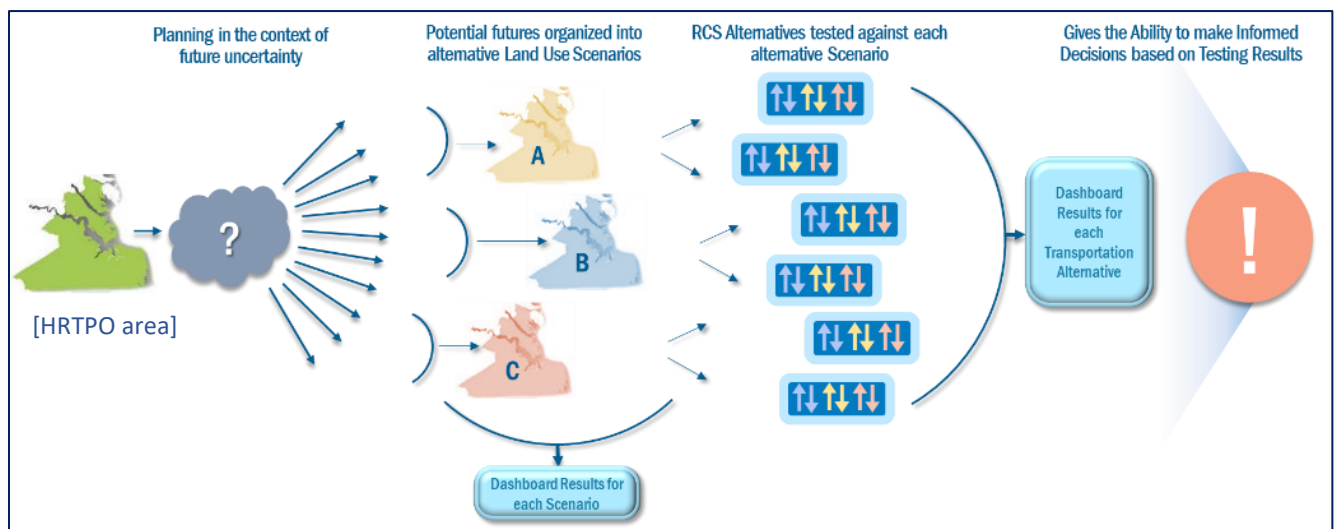 Planning in the context of
future uncertainty
Potential futures organized into
alternative Land Use Scenarios
RCS Alternatives tested against each
alternative Scenario
Gives the Ability to make Informed
Decisions based on Testing Results
?
[HRTPO area]
A
B
C
Dashboard Results for
each Scenario
Dashboard
Results for
each
Transportation
Alternative
!